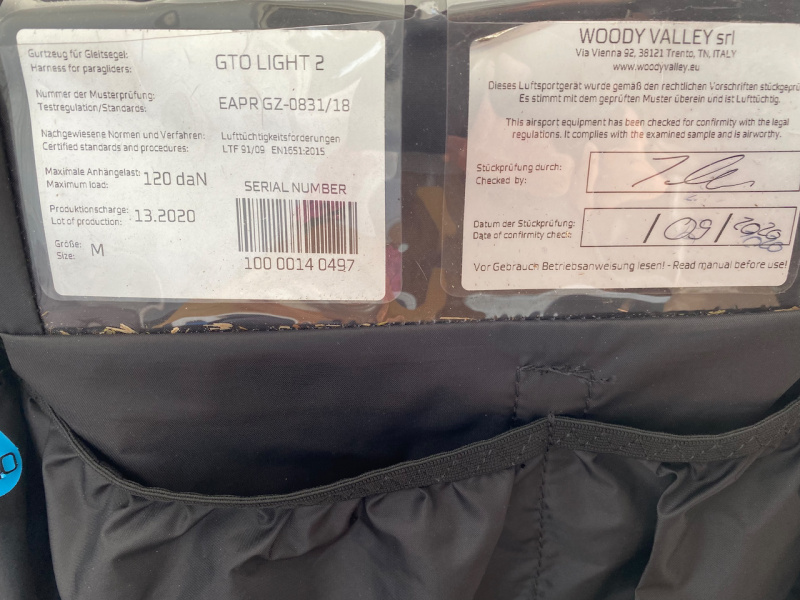 Gurtzeug für Gleitsegel:
Harness for paragliders:
GTO LIGHT 2
Nummer der Musterprüfung:
Testregulation/Standards:
EAPR GZ-0831/18
Nachgewiesene Normen und Verfahren:
Certified standards and procedures:
Lufttüchtigkeitsforderungen
LTF 91/09 EN1651:2015
Maximale Anhängelast:
Maximum load:
120 daN
Produktionscharge:
Lot of production:
13.2020
Größe:
Size:
M
SERIAL NUMBER
100 0014 0497
WOODY VALLEY srl
Via Vienna 92, 38121 Trento, TN, ITALY
www.woodyvalley.eu
Dieses Luftsportgerät wurde gemäß den rechtlichen Vorschriften stückgeprü
Es stimmt mit dem geprüften Muster überein und ist Lufttüchtig.
This airsport equipment has been checked for confirmity with the legal
regulations. It complies with the examined sample and is airworthy.
Stückprüfung durch:
Checked by:
Datum der Stückprüfung:
Date of confirmity check:
/ 09 / 2020
Vor Gebrauch Betriebsanweisung lesen! - Read manual before use!